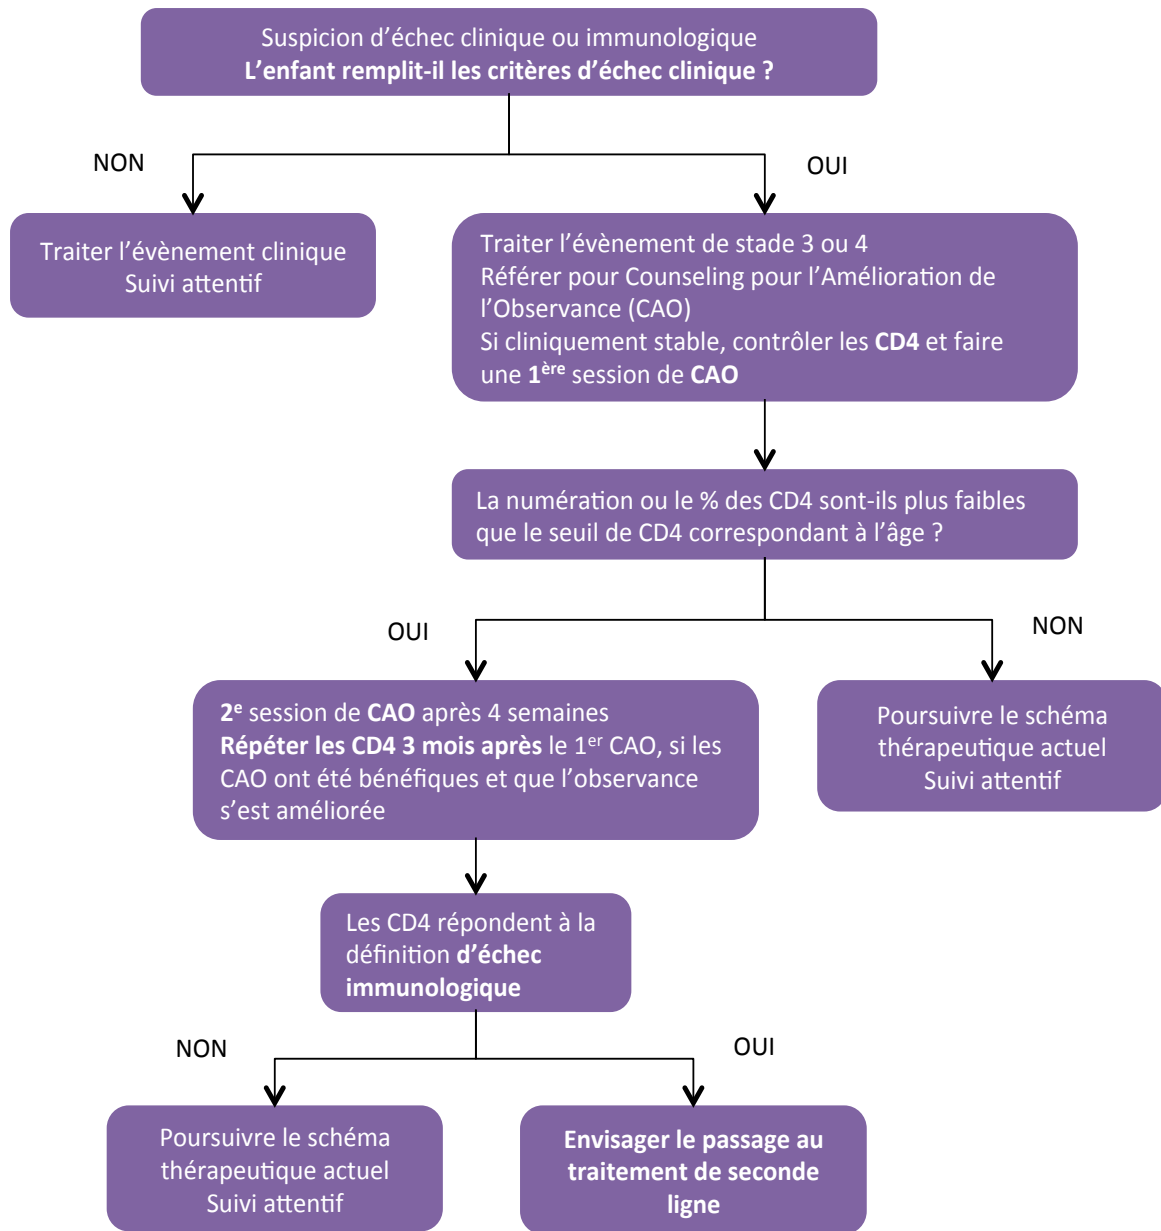 Suspicion d’échec clinique ou immunologique
L’enfant remplit-il les critères d’échec clinique ?
NON
OUI
Traiter l’évènement clinique
Suivi attentif
Traiter l’évènement de stade 3 ou 4
Référer pour Counseling pour l’Amélioration de
l’Observance (CAO)
Si cliniquement stable, contrôler les CD4 et faire
une 1ère session de CAO
La numération ou le % des CD4 sont-ils plus faibles
que le seuil de CD4 correspondant à l’âge ?
OUI
NON
2e session de CAO après 4 semaines
Répéter les CD4 3 mois après le 1er CAO, si les
CAO ont été bénéfiques et que l’observance
s’est améliorée
Poursuivre le schéma
thérapeutique actuel
Suivi attentif
Les CD4 répondent à la
définition d’échec
immunologique
NON
OUI
Poursuivre le schéma
thérapeutique actuel
Suivi attentif
Envisager le passage au
traitement de seconde
ligne